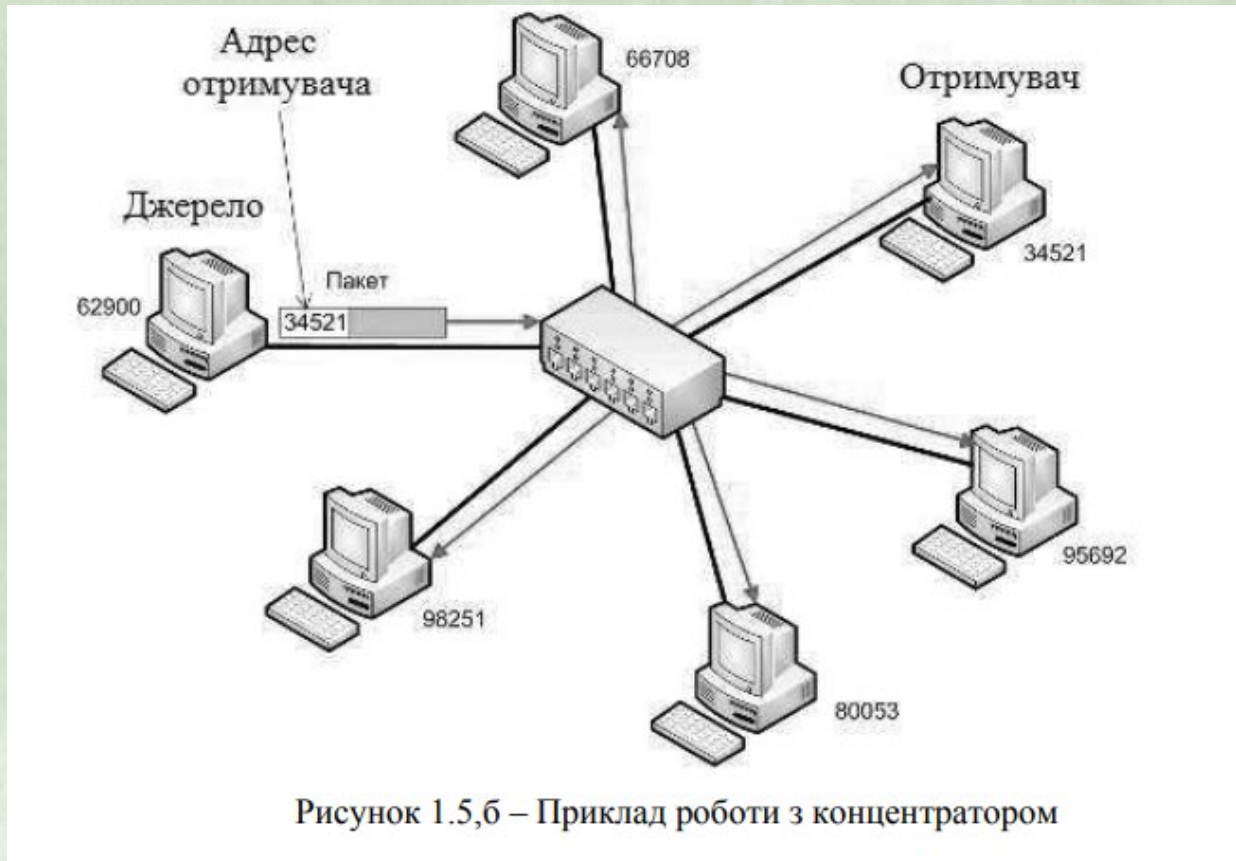 Адрес
отримувача
66708
Отримувач
Джерело
34521
Пакет
62900
34521
95692
98251
80053
Рисунок 1.5,б – Приклад роботи з концентратором